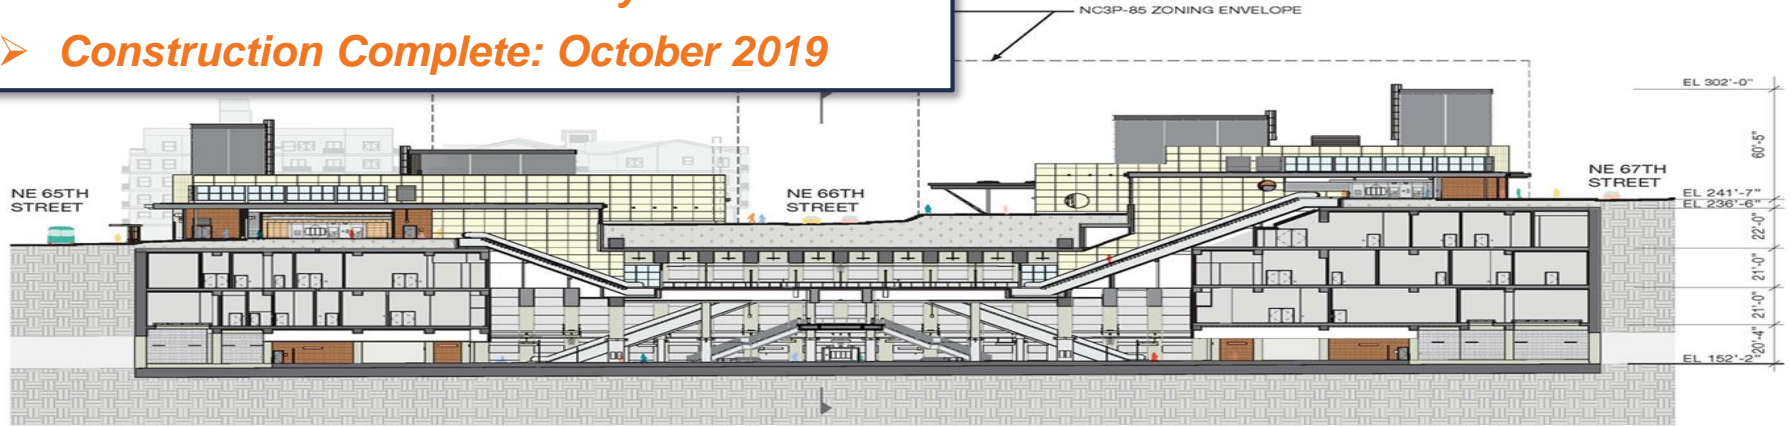 ➢ Construction Complete: October 2019
NC3P-85 ZONING ENVELOPE
EL 302'-0"
60'-5"
NE 65TH
STREET
NE 66TH
STREET
NE 67TH
STREET
EL 241'-7"
EL 236'-6"
22'-0"
21'-0"
21'-0"
20'-4"
EL 152'-2"